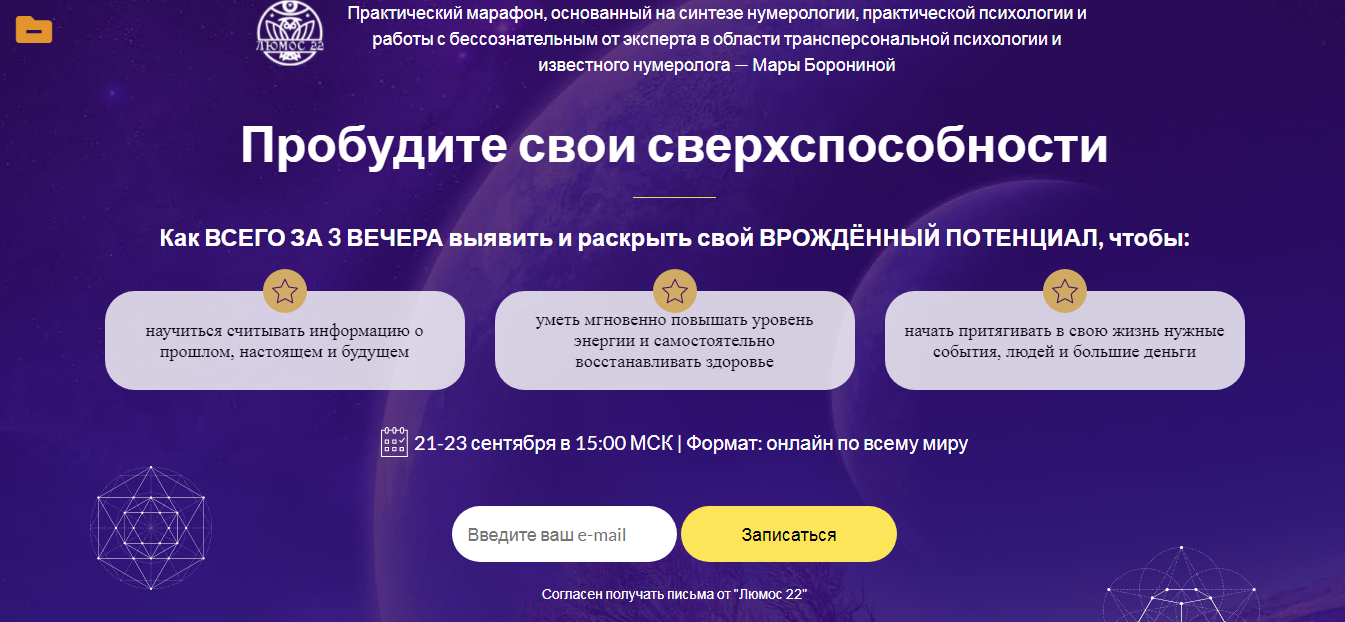 Практический марафон, основанный на синтезе нумерологии, практической психологии и
ЛЮМОС 22
работы с бессознательным от эксперта в области трансперсональной психологии и
известного нумеролога — Мары Борониной
Пробудите свои сверхспособности
Как ВСЕГО ЗА 3 ВЕЧЕРА выявить и раскрыть свой ВРОЖДЁННЫЙ ПОТЕНЦИАЛ, чтобы:
научиться считывать информацию о
прошлом, настоящем и будущем
уметь мгновенно повышать уровень
энергии и самостоятельно
восстанавливать здоровье
начать притягивать в свою жизнь нужные
события, людей и большие деньги
21-23 сентября в 15:00 МСК | Формат: онлайн по всему миру
Введите ваш e-mail
Записаться
Согласен получать письма от "Люмос 22"